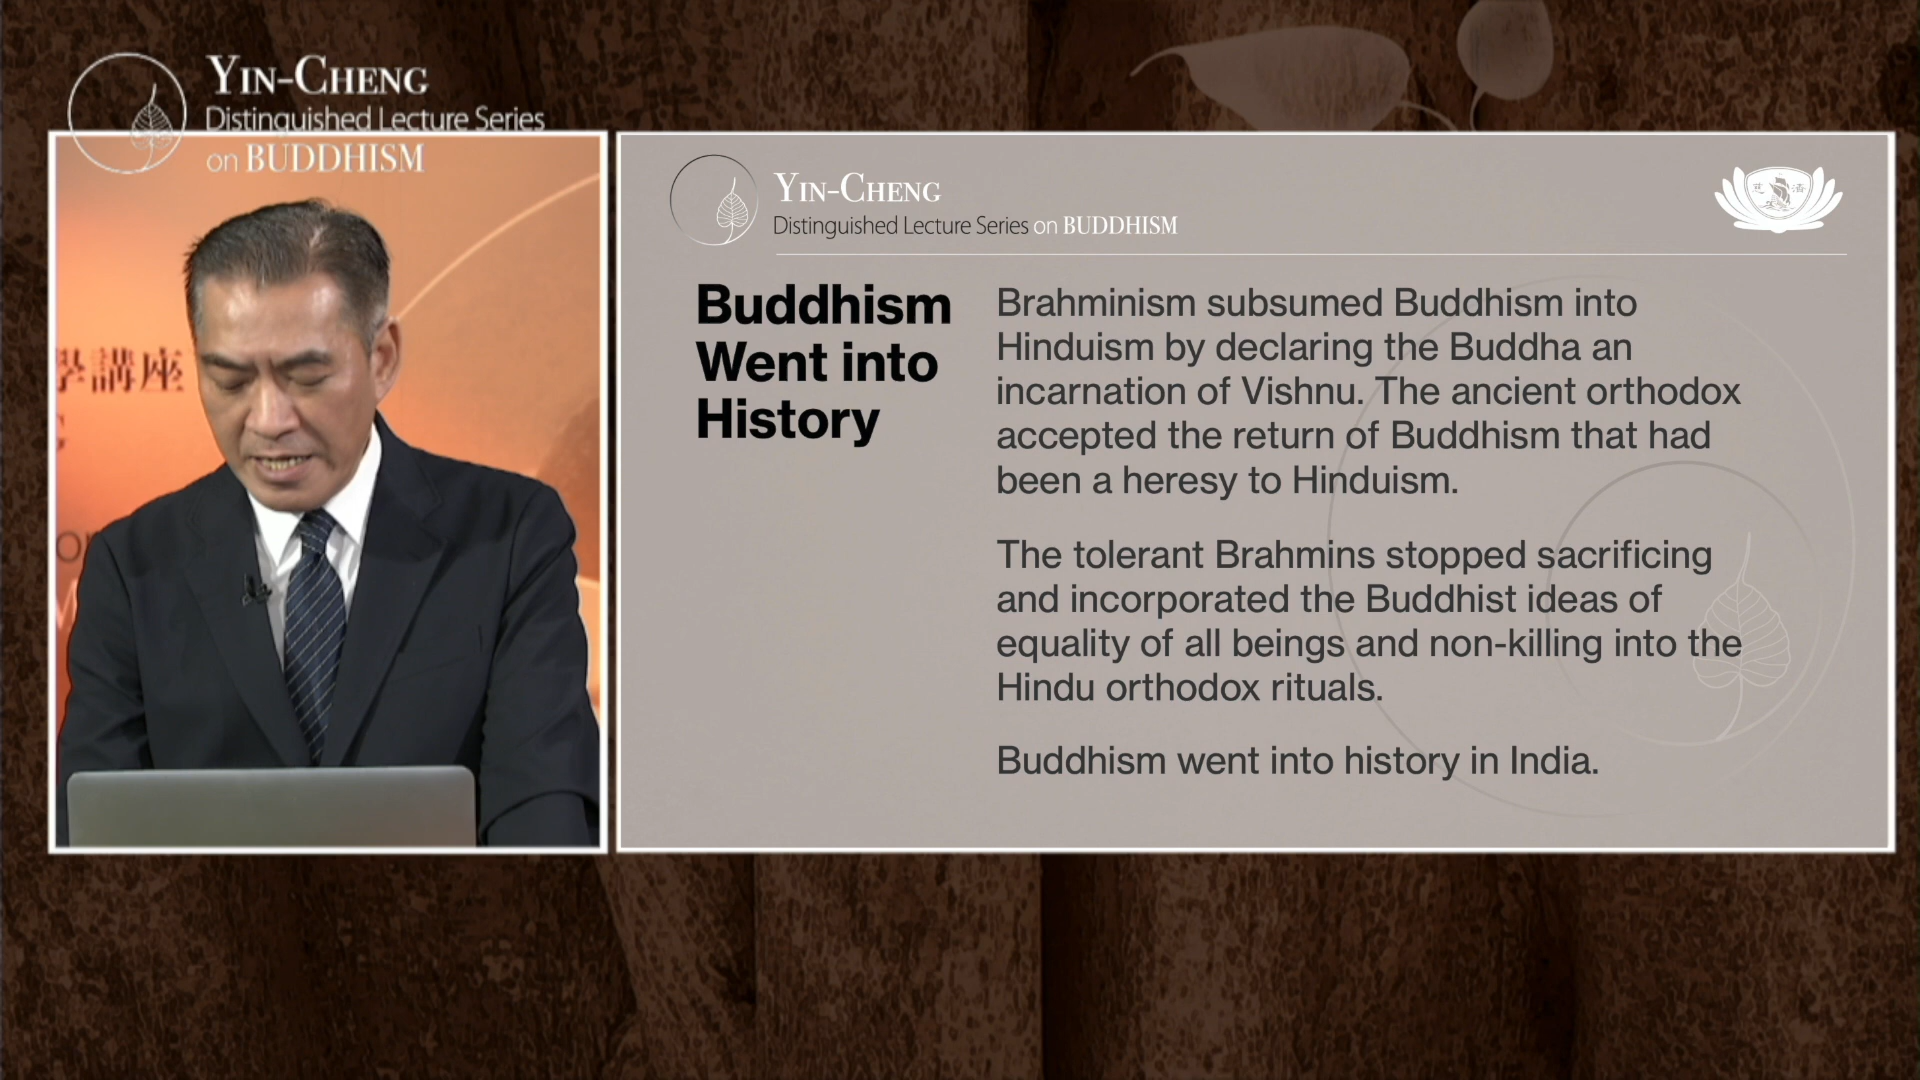 YIN-CHENG
Distinguished Lecture Series
on BUDDHISM
學講座
YIN-CHENG
Distinguished Lecture Series on BUDDHISM
Buddhism
Went into
History
Brahminism subsumed Buddhism into
Hinduism by declaring the Buddha an
incarnation of Vishnu. The ancient orthodox
accepted the return of Buddhism that had
been a heresy to Hinduism.
The tolerant Brahmins stopped sacrificing
and incorporated the Buddhist ideas of
equality of all beings and non-killing into the
Hindu orthodox rituals.
Buddhism went into history in India.